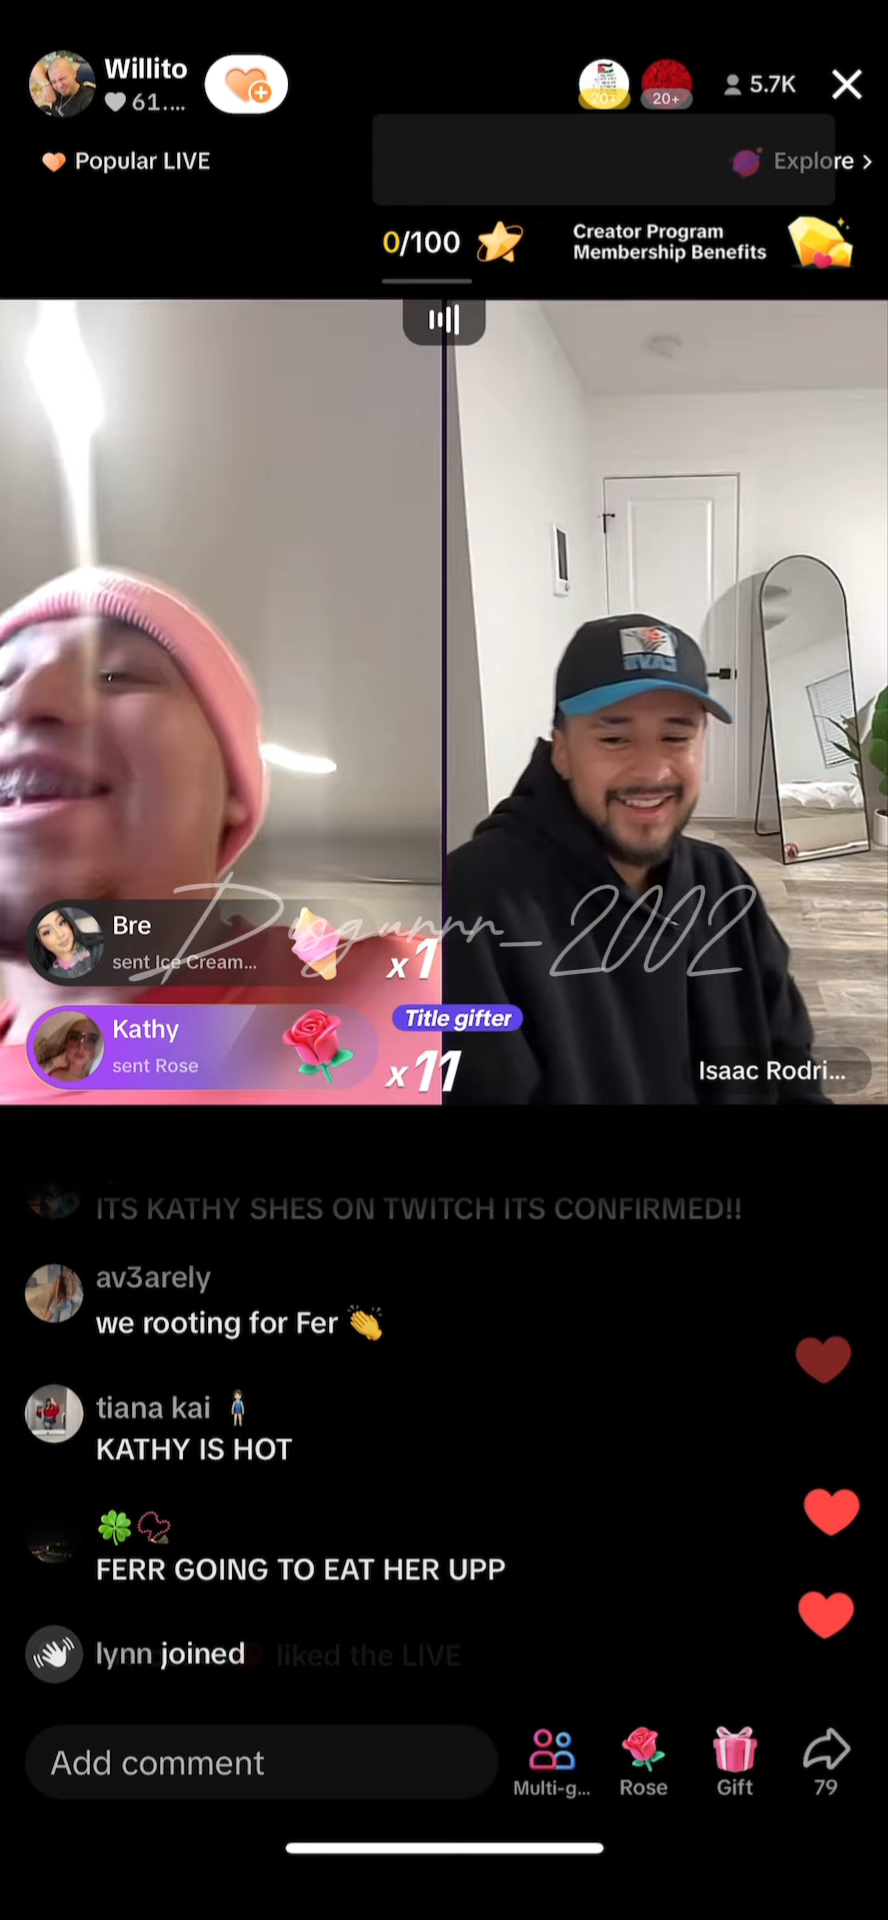 Willito
61....
20+
20+
5.7K
Popular LIVE
Explore >
0/100
Creator Program
Membership Benefits
Bre
sent Ice Cream...
x1
Disgunnn_2002
Kathy
sent Rose
Title gifter
x11
Isaac Rodri...
ITS KATHY SHES ON TWITCH ITS CONFIRMED!!
av3arely
we rooting for Fer 👏
tiana kai 🧍🏻
KATHY IS HOT
🍀📿
FERR GOING TO EAT HER UPP
lynn joined
liked the LIVE
Add comment
Multi-g...
Rose
Gift
79